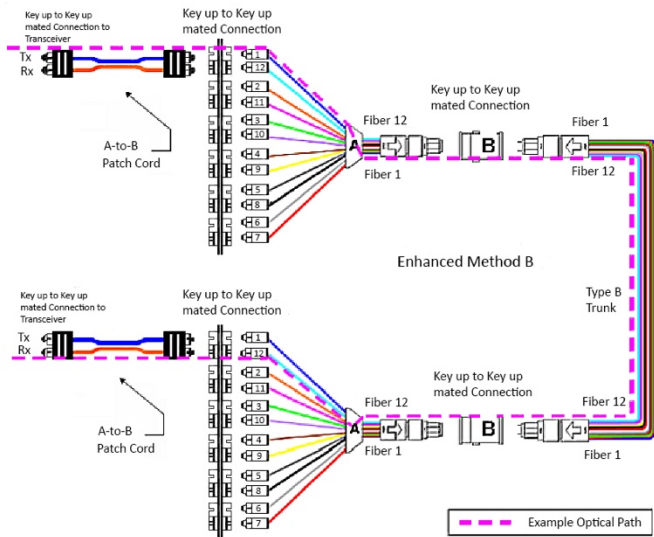 Key up to Key up
mated Connection to
Transceiver
Key up to Key up
mated Connection
Tx
Rx
A-to-B
Patch Cord
1
12
2
11
3
10
4
9
5
8
6
7
A
Fiber 12
Fiber 1
Key up to Key up
mated Connection
B
Fiber 1
Fiber 12
Enhanced Method B
Type B
Trunk
Key up to Key up
mated Connection to
Transceiver
Key up to Key up
mated Connection
Tx
Rx
A-to-B
Patch Cord
1
12
2
11
3
10
4
9
5
8
6
7
A
Fiber 12
Fiber 1
Key up to Key up
mated Connection
B
Fiber 12
Fiber 1
Example Optical Path